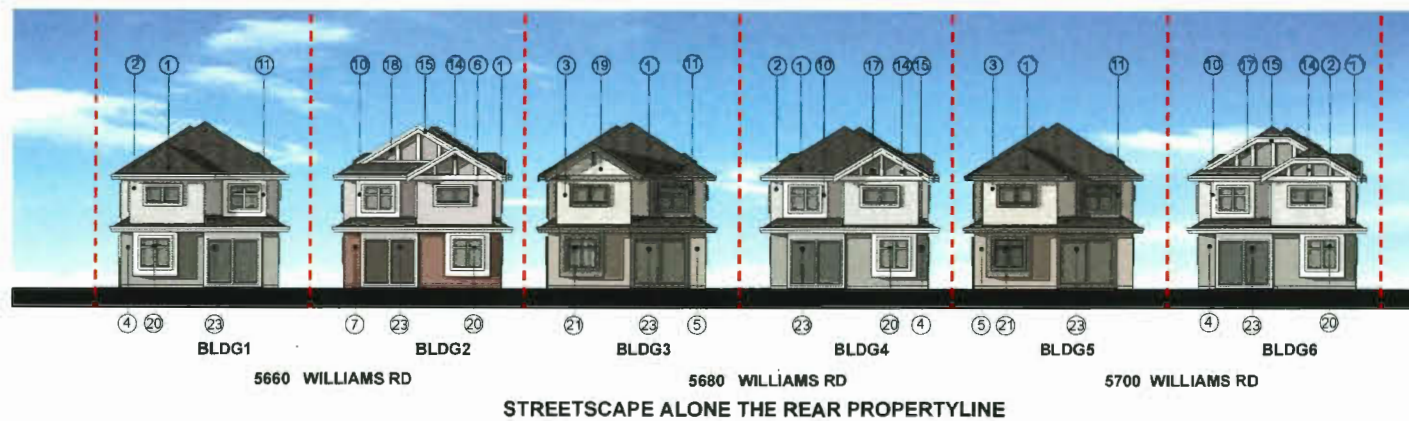 2 1 11 10 18 15 14 6 1 3 19 1 11 2 1 10 17 14 15 3 1 11 10 17 15 14 2 1
4 20 23 7 23 20 21 23 5 23 20 4 5 21 23 4 23 20
BLDG1 BLDG2 BLDG3 BLDG4 BLDG5 BLDG6
5660 WILLIAMS RD 5680 WILLIAMS RD 5700 WILLIAMS RD
STREETSCAPE ALONE THE REAR PROPERTYLINE